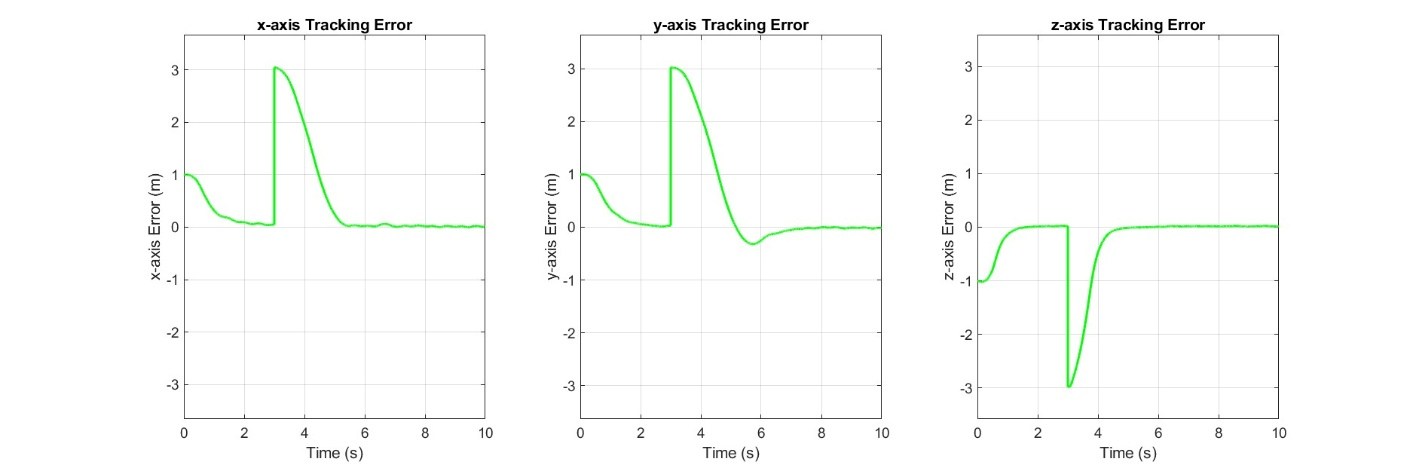 x-axis Tracking Error
x-axis Error (m)
3
2
1
0
-1
-2
-3
0 2 4 6 8 10
Time (s)
y-axis Tracking Error
y-axis Error (m)
3
2
1
0
-1
-2
-3
0 2 4 6 8 10
Time (s)
z-axis Tracking Error
z-axis Error (m)
3
2
1
0
-1
-2
-3
0 2 4 6 8 10
Time (s)